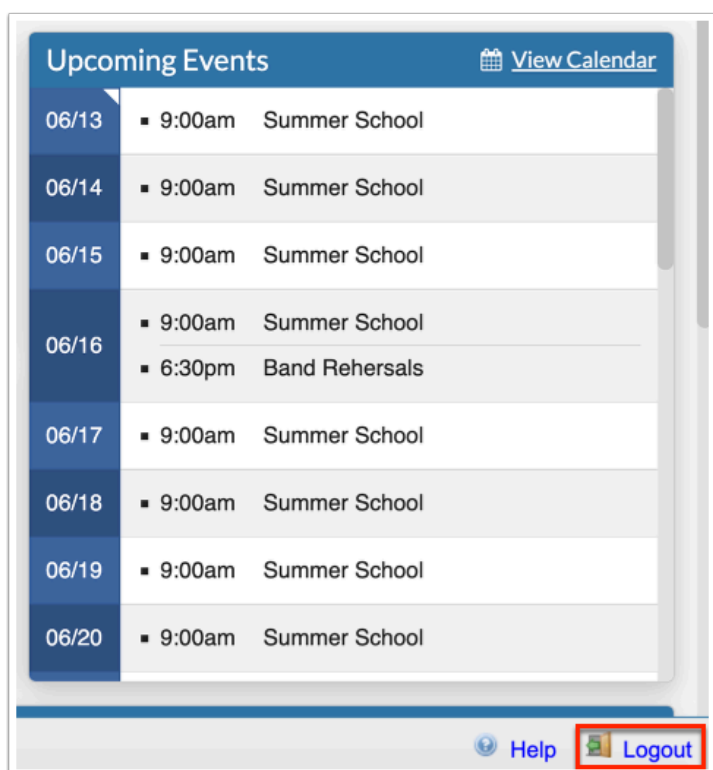 Upcoming Events View Calendar
06/13 ▪ 9:00am Summer School
06/14 ▪ 9:00am Summer School
06/15 ▪ 9:00am Summer School
06/16 ▪ 9:00am Summer School
▪ 6:30pm Band Rehersals
06/17 ▪ 9:00am Summer School
06/18 ▪ 9:00am Summer School
06/19 ▪ 9:00am Summer School
06/20 ▪ 9:00am Summer School
Help Logout